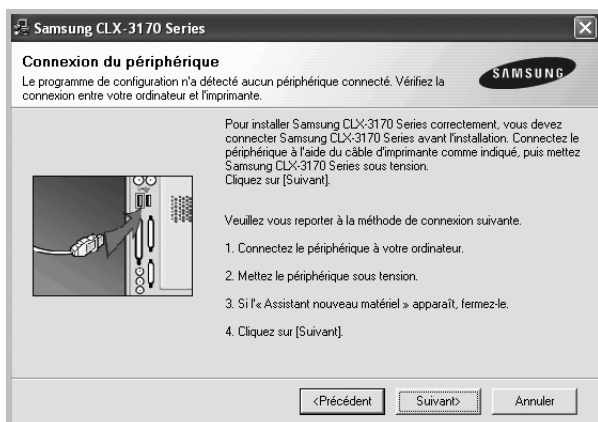 Samsung CLX-3170 Series
Connexion du périphérique
Le programme de configuration n'a détecté aucun périphérique connecté. Vérifiez la
connexion entre votre ordinateur et l'imprimante.
SAMSUNG
Pour installer Samsung CLX-3170 Series correctement, vous devez
connecter Samsung CLX-3170 Series avant l'installation. Connectez le
périphérique à l'aide du câble d'imprimante comme indiqué, puis mettez
Samsung CLX-3170 Series sous tension.
Cliquez sur [Suivant].
Veuillez vous reporter à la méthode de connexion suivante.
1. Connectez le périphérique à votre ordinateur.
2. Mettez le périphérique sous tension.
3. Si l'« Assistant nouveau matériel » apparaît, fermez-le.
4. Cliquez sur [Suivant].
<Précédent
Suivant>
Annuler